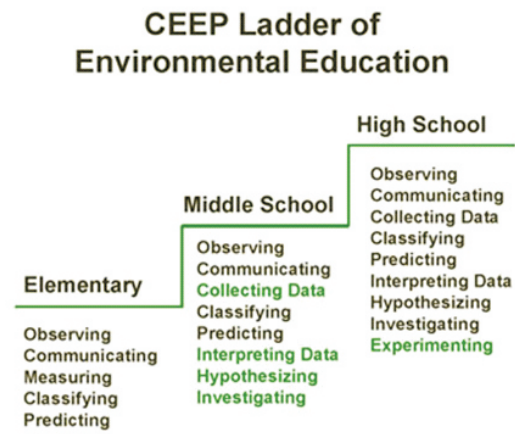 CEEP Ladder of
Environmental Education
Elementary
Observing
Communicating
Measuring
Classifying
Predicting
Middle School
Observing
Communicating
Collecting Data
Classifying
Predicting
Interpreting Data
Hypothesizing
Investigating
High School
Observing
Communicating
Collecting Data
Classifying
Predicting
Interpreting Data
Hypothesizing
Investigating
Experimenting